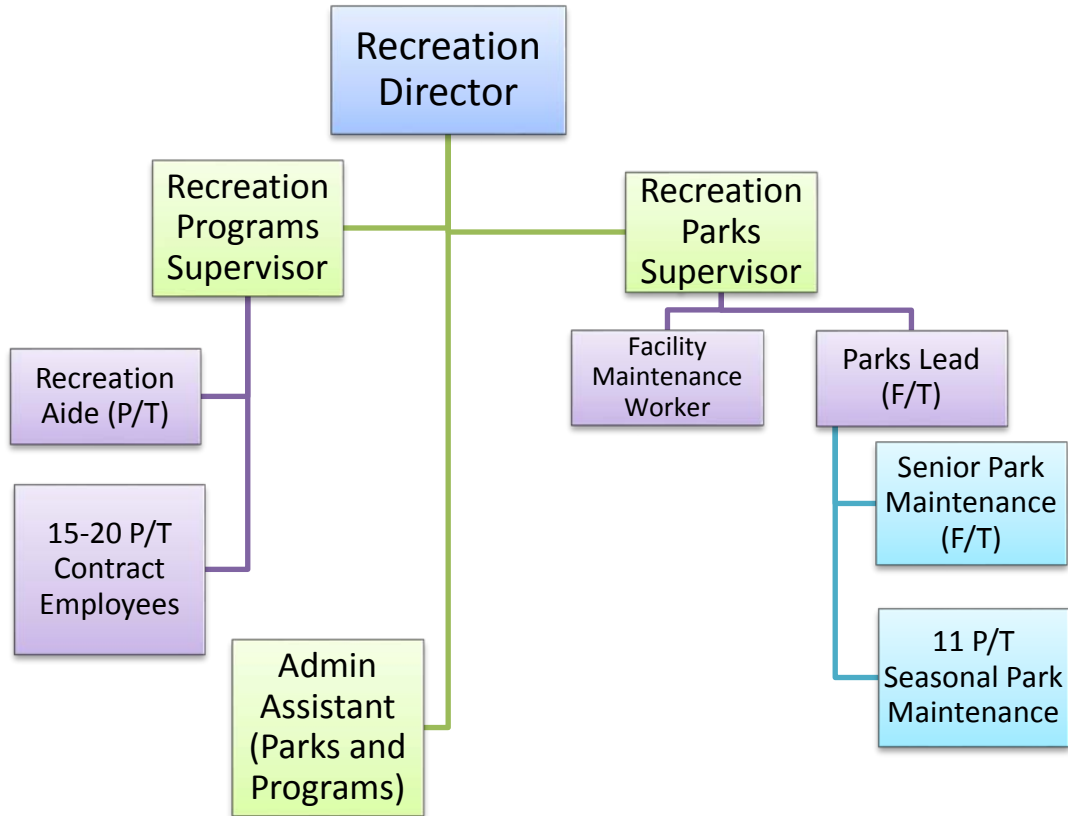 Recreation
Director
Recreation
Programs
Supervisor
Recreation
Parks
Supervisor
Recreation
Aide (P/T)
Facility
Maintenance
Worker
Parks Lead
(F/T)
15-20 P/T
Contract
Employees
Senior Park
Maintenance
(F/T)
Admin
Assistant
(Parks and
Programs)
11 P/T
Seasonal Park
Maintenance